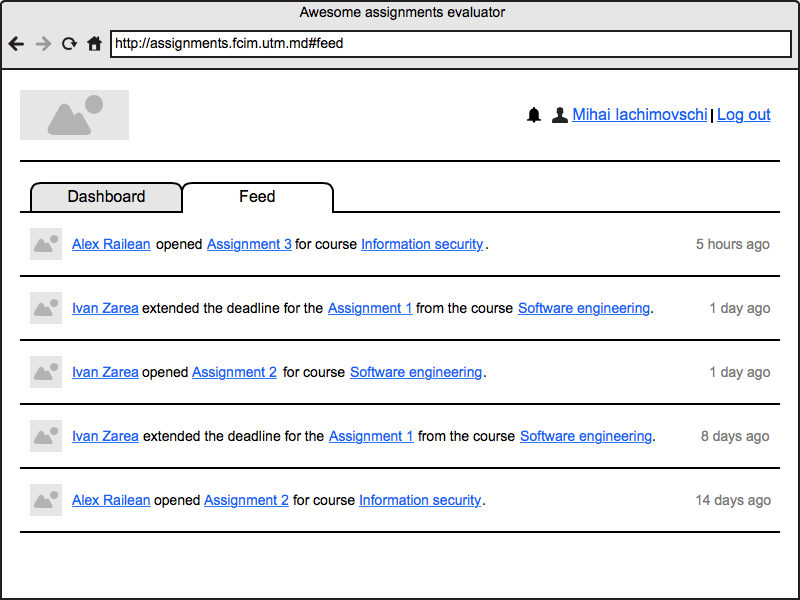 Awesome assignments evaluator
http://assignments.fcim.utm.md#feed
Mihai Iachimovschi | Log out
Dashboard Feed
Alex Railean opened Assignment 3 for course Information security. 5 hours ago
Ivan Zarea extended the deadline for the Assignment 1 from the course Software engineering. 1 day ago
Ivan Zarea opened Assignment 2 for course Software engineering. 1 day ago
Ivan Zarea extended the deadline for the Assignment 1 from the course Software engineering. 8 days ago
Alex Railean opened Assignment 2 for course Information security. 14 days ago